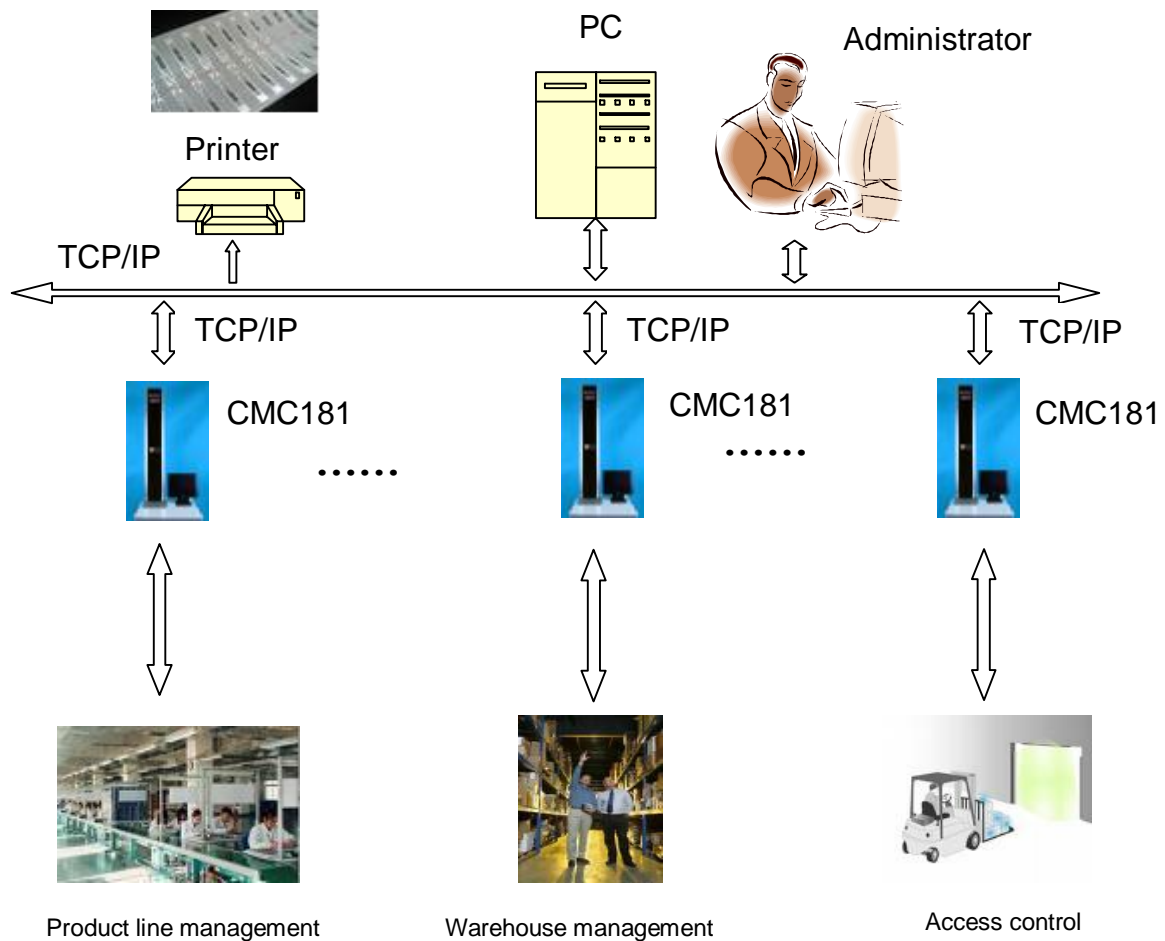 PC
Administrator
Printer
TCP/IP
TCP/IP
TCP/IP
TCP/IP
CMC181
CMC181
CMC181
......
......
Product line management
Warehouse management
Access control